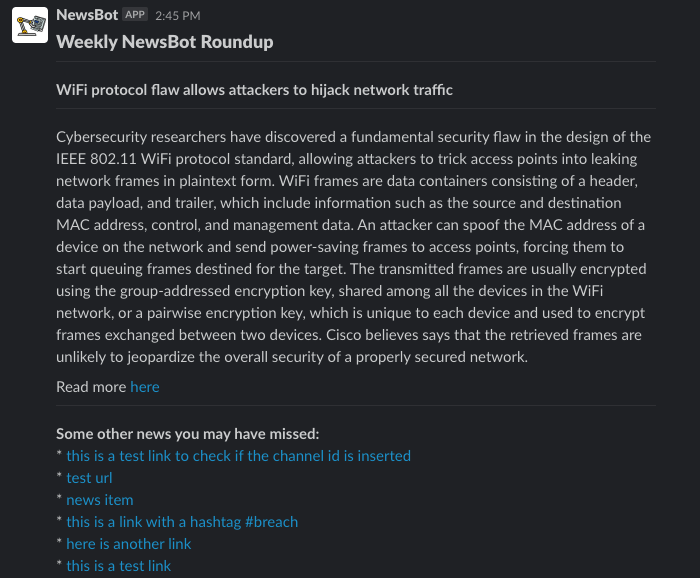 NewsBot APP 2:45 PM
Weekly NewsBot Roundup
WiFi protocol flaw allows attackers to hijack network traffic
Cybersecurity researchers have discovered a fundamental security flaw in the design of the
IEEE 802.11 WiFi protocol standard, allowing attackers to trick access points into leaking
network frames in plaintext form. WiFi frames are data containers consisting of a header,
data payload, and trailer, which include information such as the source and destination
MAC address, control, and management data. An attacker can spoof the MAC address of a
device on the network and send power-saving frames to access points, forcing them to
start queuing frames destined for the target. The transmitted frames are usually encrypted
using the group-addressed encryption key, shared among all the devices in the WiFi
network, or a pairwise encryption key, which is unique to each device and used to encrypt
frames exchanged between two devices. Cisco believes says that the retrieved frames are
unlikely to jeopardize the overall security of a properly secured network.
Read more here
Some other news you may have missed:
* this is a test link to check if the channel id is inserted
* test url
* news item
* this is a link with a hashtag #breach
* here is another link
* this is a test link